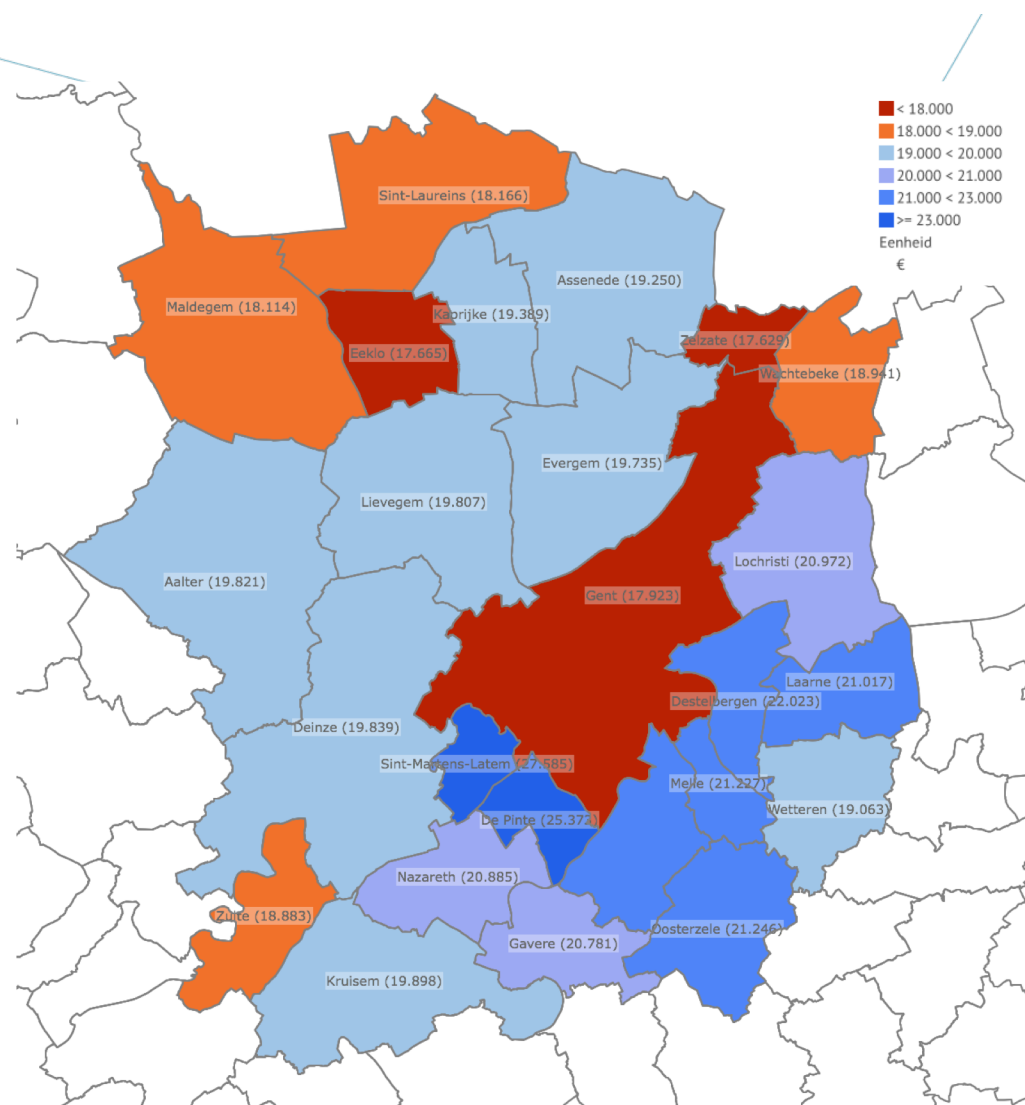 < 18.000
18.000 < 19.000
19.000 < 20.000
20.000 < 21.000
21.000 < 23.000
>= 23.000
Eenheid
€
Sint-Laureins (18.166)
Assenede (19.250)
Maldegem (18.114)
Kaprijke (19.389)
Zelzate (17.629)
Eeklo (17.665)
Wachtebeke (18.941)
Evergem (19.735)
Lievegem (19.807)
Lochristi (20.972)
Aalter (19.821)
Gent (17.923)
Laarne (21.017)
Destelbergen (22.023)
Deinze (19.839)
Sint-Martens-Latem (27.685)
Melle (21.227)
Wetteren (19.063)
De Pinte (25.373)
Nazareth (20.885)
Zulte (18.883)
Oosterzele (21.246)
Gavere (20.781)
Kruisem (19.898)